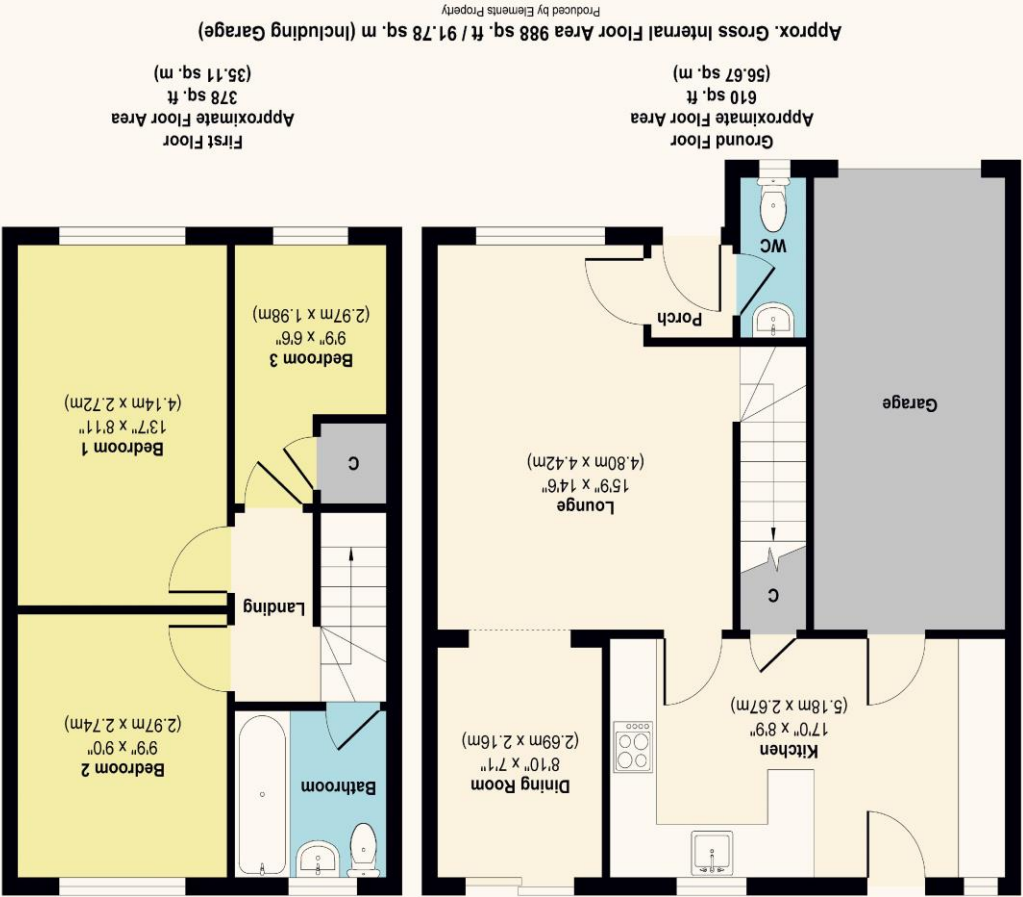 Kitchen
17'0" x 8'9"
(5.18m x 2.67m)
Dining Room
8'10" x 7'1"
(2.69m x 2.16m)
C
Lounge
15'9" x 14'6"
(4.80m x 4.42m)
Garage
Porch
WC
Ground Floor
Approximate Floor Area
610 sq. ft
(56.67 sq. m)
Bathroom
Bedroom 2
9'9" x 9'0"
(2.97m x 2.74m)
Landing
C
Bedroom 1
13'7" x 8'11"
(4.14m x 2.72m)
Bedroom 3
9'9" x 6'6"
(2.97m x 1.98m)
First Floor
Approximate Floor Area
378 sq. ft
(35.11 sq. m)
Approx. Gross Internal Floor Area 988 sq. ft / 91.78 sq. m (Including Garage)
Produced by Elements Property